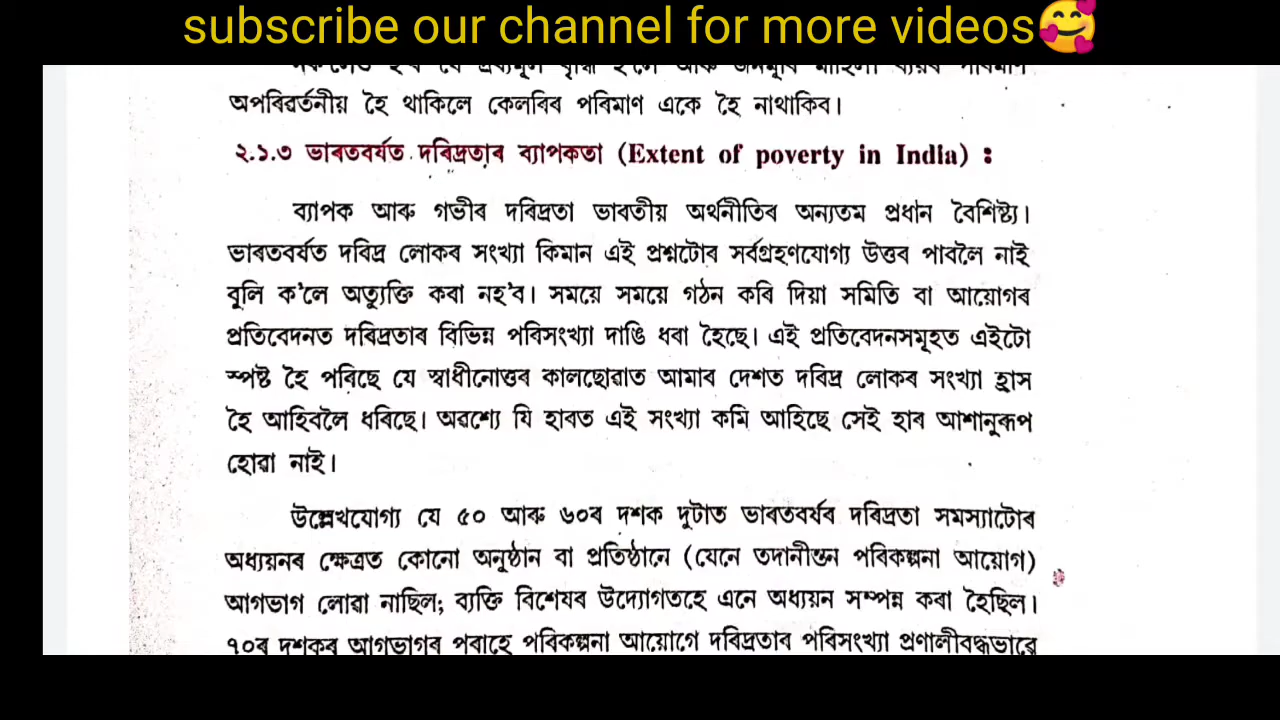 subscribe our channel for more videos🥰
অপৰিৱৰ্তনীয় হৈ থাকিলে কেলৰিৰ পৰিমাণ একে হৈ নাথাকিব।
২.১.৩ ভাৰতবৰ্ষত দৰিদ্ৰতাৰ ব্যাপকতা (Extent of poverty in India) :
ব্যাপক আৰু গভীৰ দৰিদ্ৰতা ভাৰতীয় অৰ্থনীতিৰ অন্যতম প্ৰধান বৈশিষ্ট্য।
ভাৰতবৰ্ষত দৰিদ্ৰ লোকৰ সংখ্যা কিমান এই প্ৰশ্নটোৰ সৰ্বগ্ৰহণযোগ্য উত্তৰ পাবলৈ নাই
বুলি ক'লে অত্যুক্তি কৰা নহ'ব। সময়ে সময়ে গঠন কৰি দিয়া সমিতি বা আয়োগৰ
প্ৰতিবেদনত দৰিদ্ৰতাৰ বিভিন্ন পৰিসংখ্যা দাঙি ধৰা হৈছে। এই প্ৰতিবেদনসমূহত এইটো
স্পষ্ট হৈ পৰিছে যে স্বাধীনোত্তৰ কালছোৱাত আমাৰ দেশত দৰিদ্ৰ লোকৰ সংখ্যা হ্ৰাস
হৈ আহিবলৈ ধৰিছে। অৱশ্যে যি হাৰত এই সংখ্যা কমি আহিছে সেই হাৰ আশানুৰূপ
হোৱা নাই।
উল্লেখযোগ্য যে ৫০ আৰু ৬০ৰ দশক দুটাত ভাৰতবৰ্ষৰ দৰিদ্ৰতা সমস্যাটোৰ
অধ্যয়নৰ ক্ষেত্ৰত কোনো অনুষ্ঠান বা প্ৰতিষ্ঠানে (যেনে তদানীন্তন পৰিকল্পনা আয়োগ)
আগভাগ লোৱা নাছিল; ব্যক্তি বিশেষৰ উদ্যোগতহে এনে অধ্যয়ন সম্পন্ন কৰা হৈছিল।
৭০ৰ দশকৰ আগভাগৰ পৰাহে পৰিকল্পনা আয়োগে দৰিদ্ৰতাৰ পৰিসংখ্যা প্ৰণালীবদ্ধভাৱে